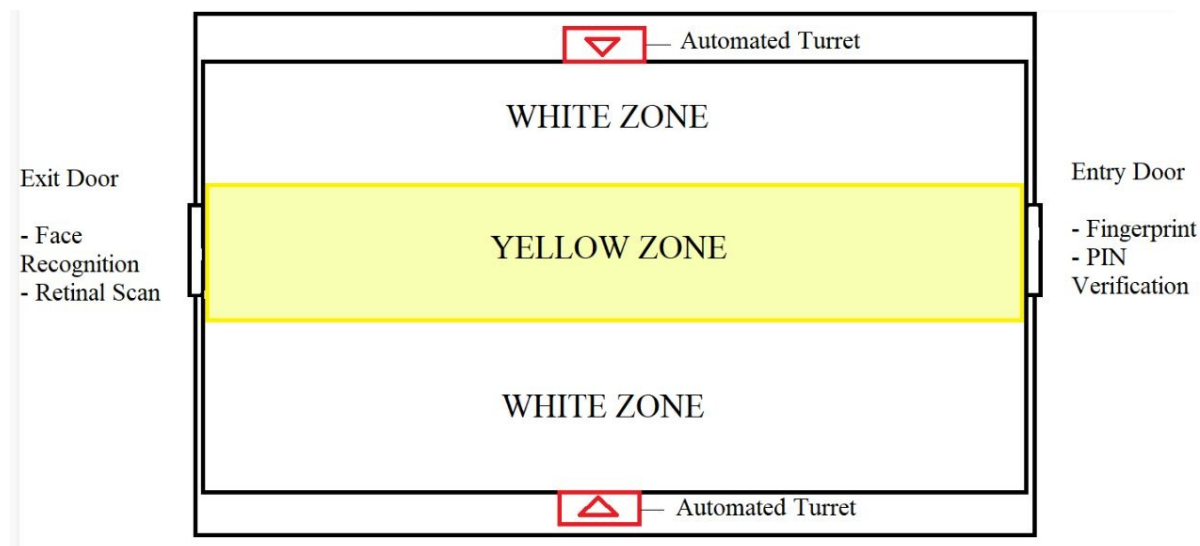 Automated Turret
WHITE ZONE
Exit Door
- Face
Recognition
- Retinal Scan
YELLOW ZONE
Entry Door
- Fingerprint
- PIN
Verification
WHITE ZONE
Automated Turret